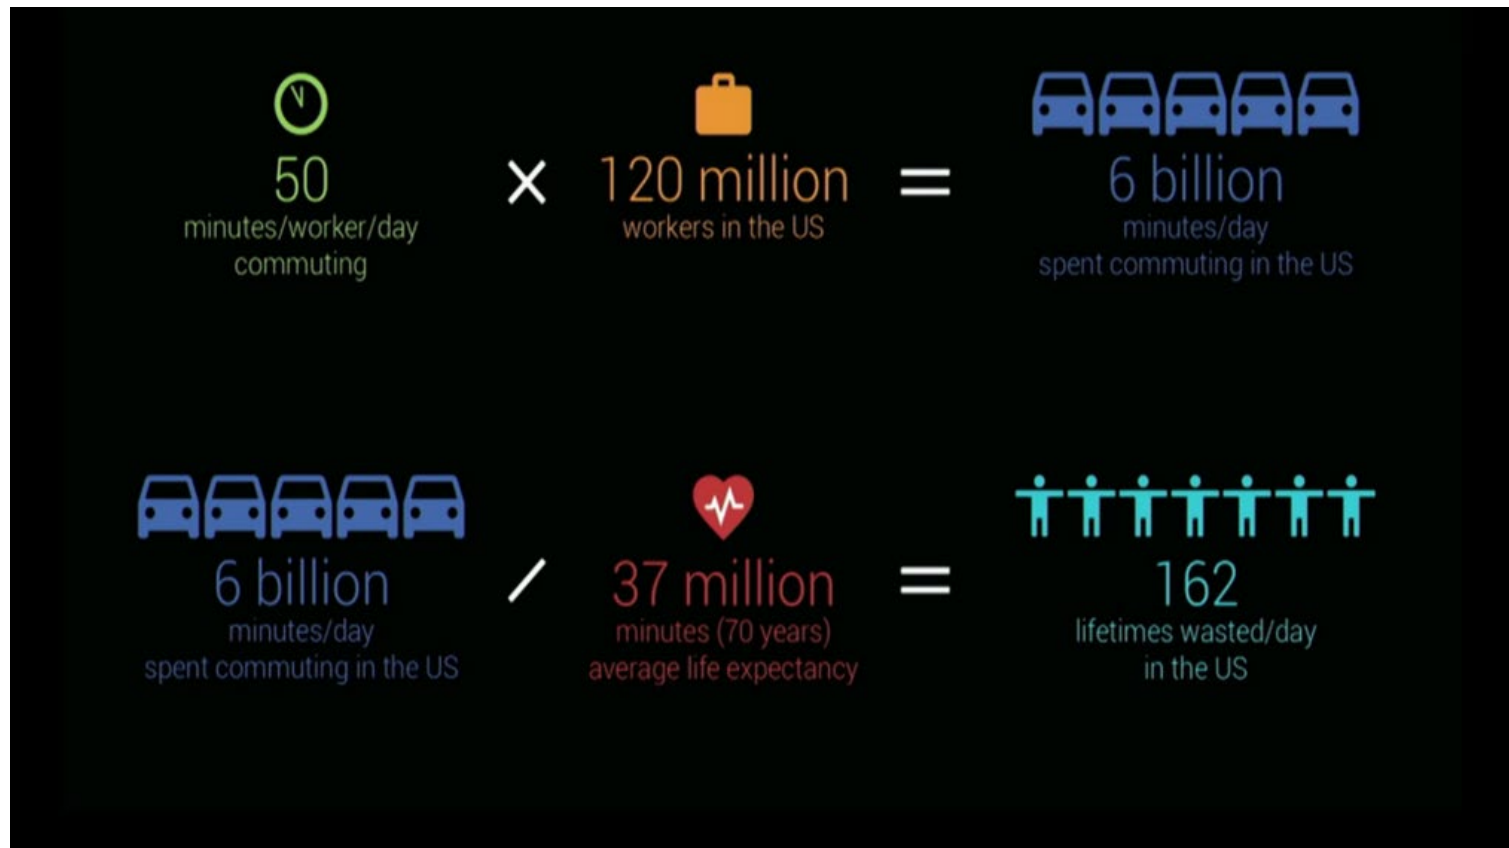 50
minutes/worker/day
commuting
×
120 million
workers in the US
=
6 billion
minutes/day
spent commuting in the US
6 billion
minutes/day
spent commuting in the US
/
37 million
minutes (70 years)
average life expectancy
=
162
lifetimes wasted/day
in the US